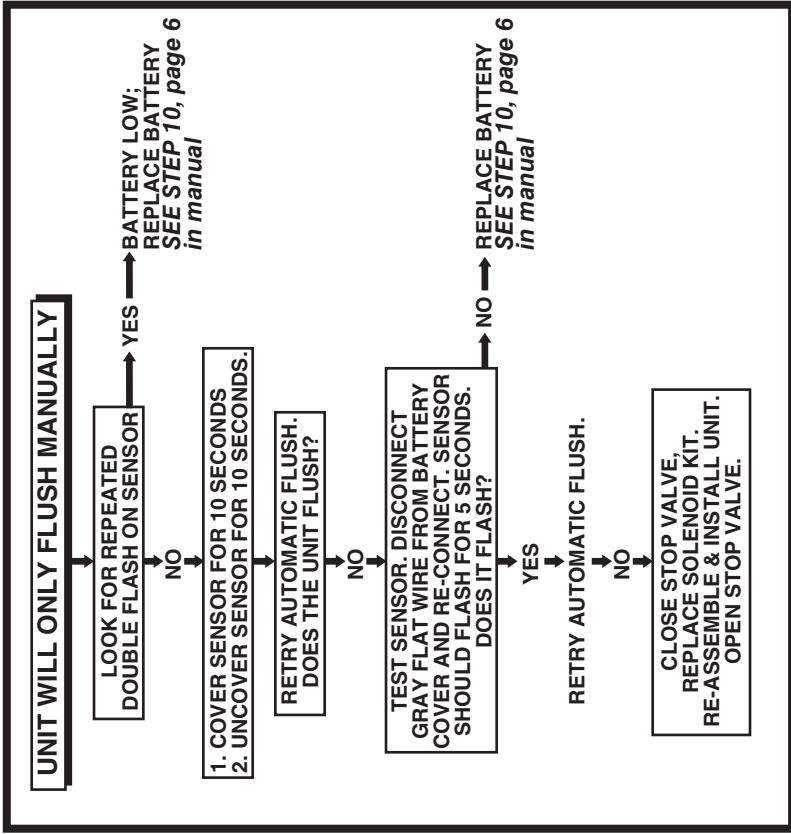 UNIT WILL ONLY FLUSH MANUALLY
LOOK FOR REPEATED
DOUBLE FLASH ON SENSOR
YES
BATTERY LOW;
REPLACE BATTERY
SEE STEP 10, page 6
in manual
NO
1. COVER SENSOR FOR 10 SECONDS
2. UNCOVER SENSOR FOR 10 SECONDS.
RETRY AUTOMATIC FLUSH.
DOES THE UNIT FLUSH?
NO
TEST SENSOR. DISCONNECT
GRAY FLAT WIRE FROM BATTERY
COVER AND RE-CONNECT. SENSOR
SHOULD FLASH FOR 5 SECONDS.
DOES IT FLASH?
NO
REPLACE BATTERY
SEE STEP 10, page 6
in manual
YES
RETRY AUTOMATIC FLUSH.
NO
CLOSE STOP VALVE,
REPLACE SOLENOID KIT.
RE-ASSEMBLE & INSTALL UNIT.
OPEN STOP VALVE.